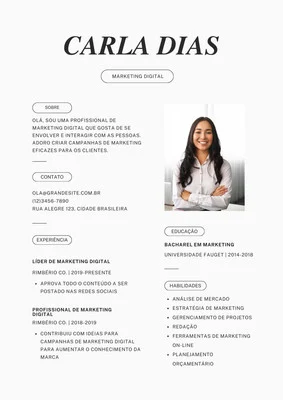 CARLA DIAS
MARKETING DIGITAL
SOBRE
OLÁ, SOU UMA PROFISSIONAL DE
MARKETING DIGITAL QUE GOSTA DE SE
ENVOLVER E INTERAGIR COM AS PESSOAS.
ADORO CRIAR CAMPANHAS DE MARKETING
EFICAZES PARA OS CLIENTES.
CONTATO
OLA@GRANDESITE.COM.BR
(12)3456-7890
RUA ALEGRE 123, CIDADE BRASILEIRA
EXPERIÊNCIA
LÍDER DE MARKETING DIGITAL
RIMBÉRIO CO. | 2019-PRESENTE
• APROVA TODO O CONTEÚDO A SER
POSTADO NAS REDES SOCIAIS
PROFISSIONAL DE MARKETING
DIGITAL
RIMBÉRIO CO. | 2018-2019
• CONTRIBUIU COM IDEIAS PARA
CAMPANHAS DE MARKETING DIGITAL
PARA AUMENTAR O CONHECIMENTO DA
MARCA
EDUCAÇÃO
BACHAREL EM MARKETING
UNIVERSIDADE FAUGET | 2014-2018
HABILIDADES
• ANÁLISE DE MERCADO
• ESTRATÉGIA DE MARKETING
• GERENCIAMENTO DE PROJETOS
• REDAÇÃO
• FERRAMENTAS DE MARKETING
ON-LINE
• PLANEJAMENTO
ORÇAMENTÁRIO